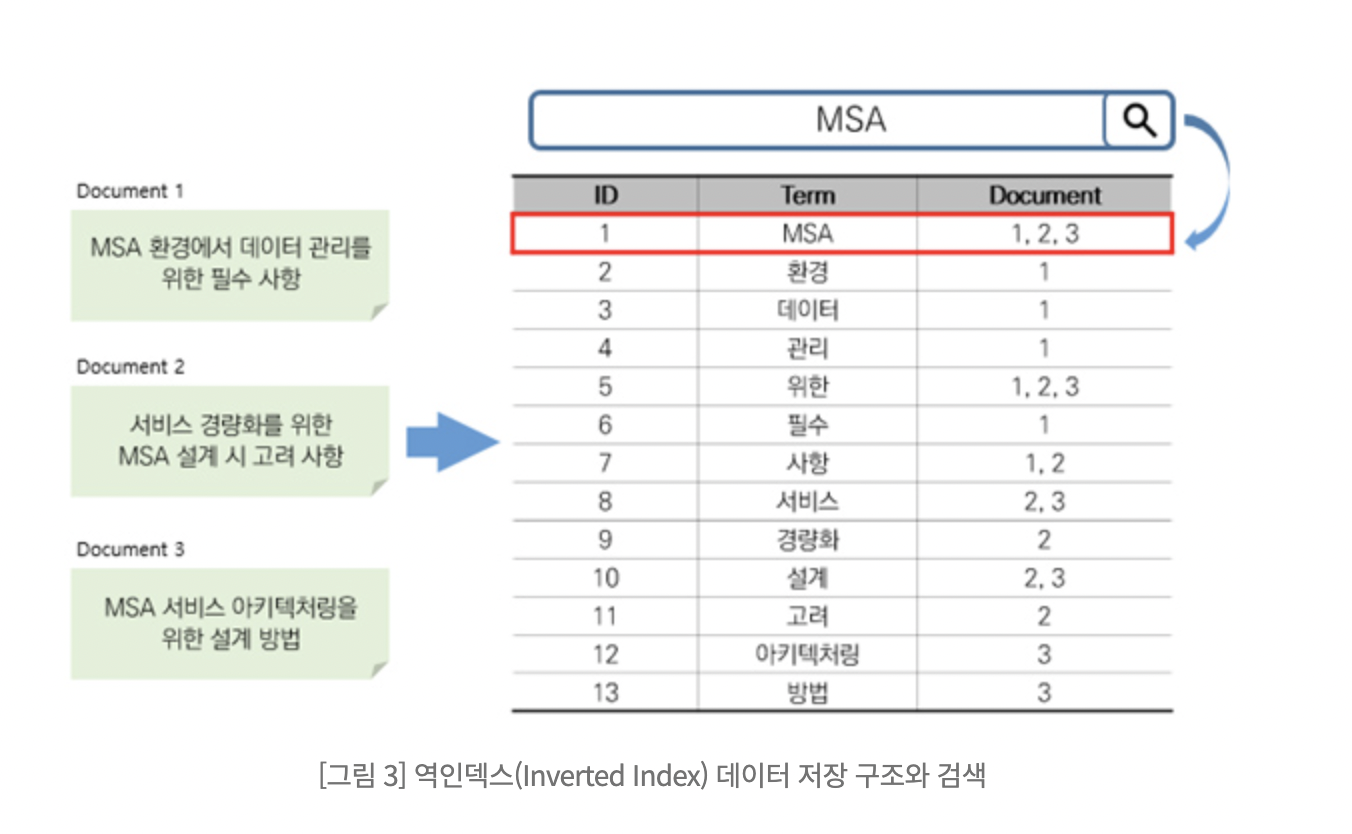 MSA
Document 1
MSA 환경에서 데이터 관리를
위한 필수 사항
Document 2
서비스 경량화를 위한
MSA 설계 시 고려 사항
Document 3
MSA 서비스 아키텍처링을
위한 설계 방법
ID Term Document
1 MSA 1, 2, 3
2 환경 1
3 데이터 1
4 관리 1
5 위한 1, 2, 3
6 필수 1
7 사항 1, 2
8 서비스 2, 3
9 경량화 2
10 설계 2, 3
11 고려 2
12 아키텍처링 3
13 방법 3
[그림 3] 역인덱스(Inverted Index) 데이터 저장 구조와 검색